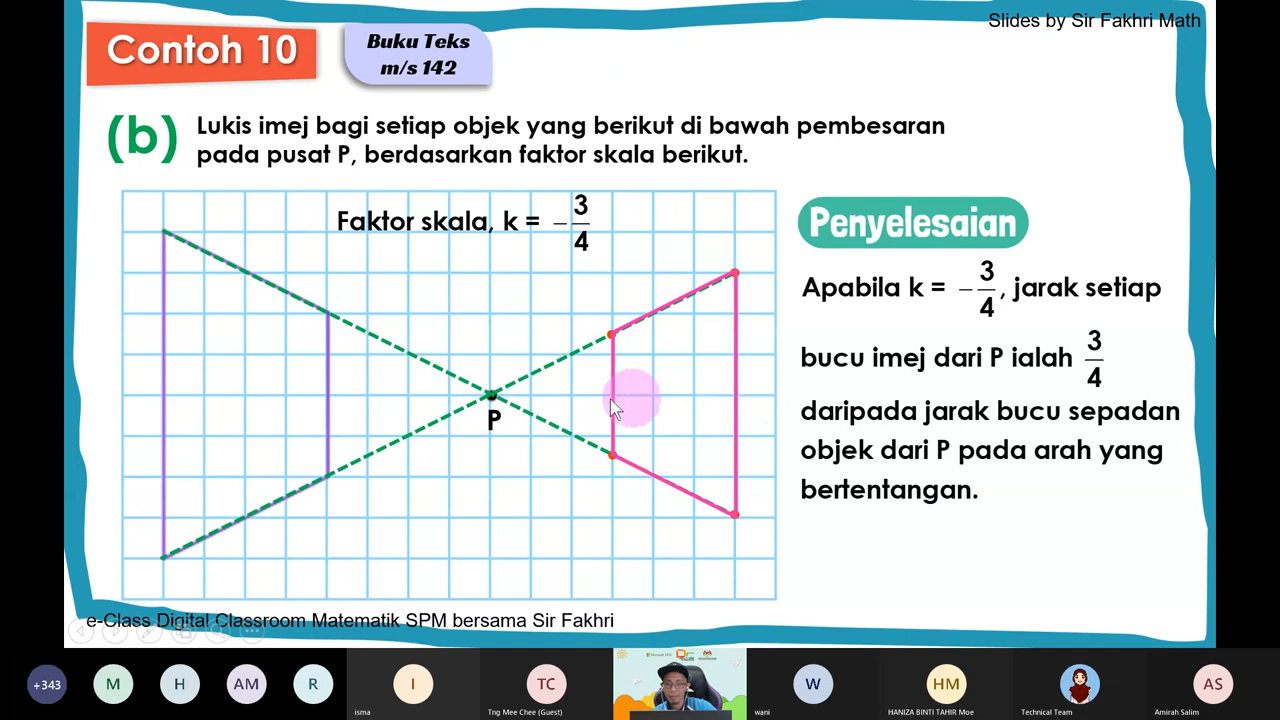 Slides by Sir Fakhri Math
Contoh 10
Buku Teks
m/s 142
(b)
Lukis imej bagi setiap objek yang berikut di bawah pembesaran
pada pusat P, berdasarkan faktor skala berikut.
Faktor skala, k = −3/4
P
Penyelesaian
Apabila k = −3/4, jarak setiap
bucu imej dari P ialah 3/4
daripada jarak bucu sepadan
objek dari P pada arah yang
bertentangan.
e-Class Digital Classroom Matematik SPM bersama Sir Fakhri
+343
M
H
AM
R
I
isma
TC
Tng Mee Chee (Guest)
W
wani
HM
HANIZA BINTI TAHIR Moe
Technical Team
AS
Amirah Salim